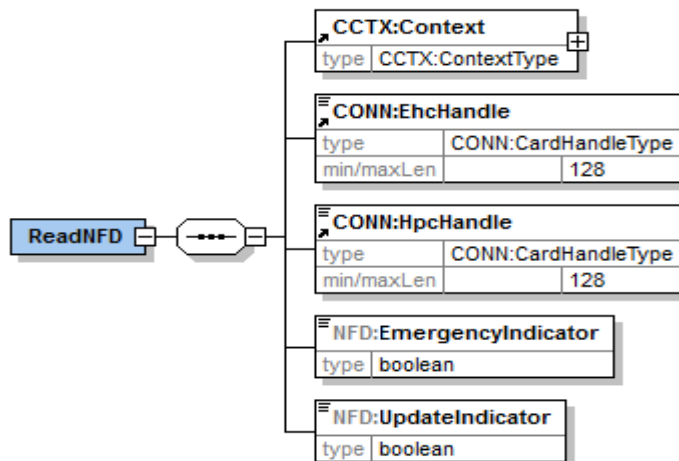 CCTX:Context
type CCTX:ContextType
CONN:EhcHandle
type CONN:CardHandleType
min/maxLen 128
ReadNFD
CONN:HpcHandle
type CONN:CardHandleType
min/maxLen 128
NFD:EmergencyIndicator
type boolean
NFD:UpdateIndicator
type boolean